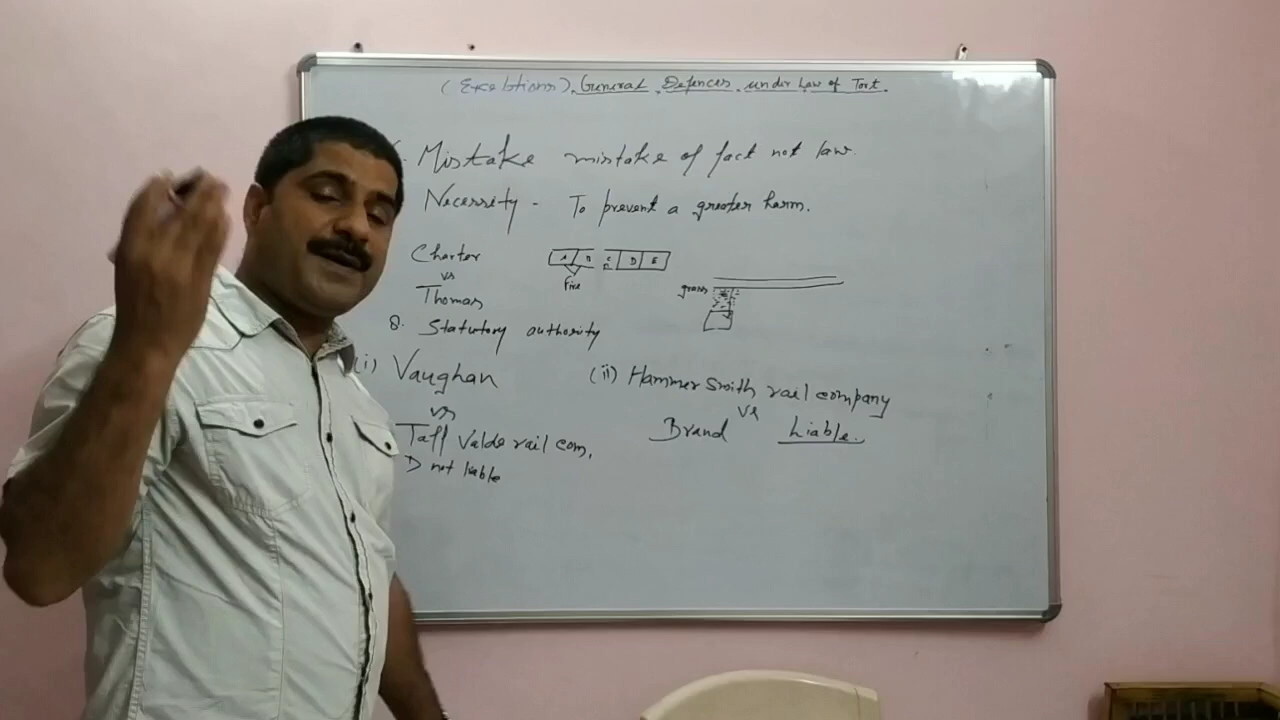 (Excebtions) General Defences under Law of Tort.
Mistake mistake of fact not law.
Necessity - To prevent a greater harm.
Charter
vs
Thomas
A B C D E
Fire
grass
8. Statutory authority
(i) Vaughan
vs
Taff Valde rail com.
D not liable
(ii) Hammer Smith rail company
vs
Brand Liable.